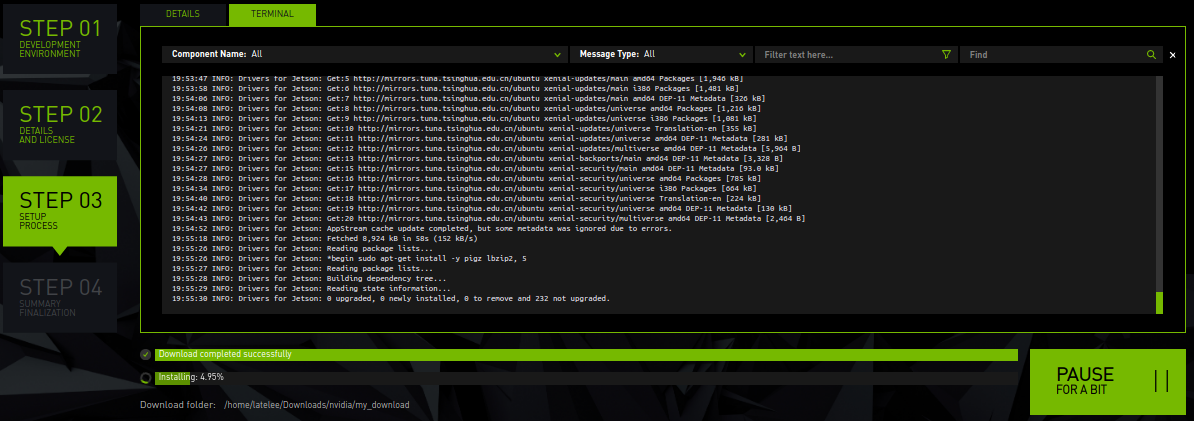 STEP 01
DEVELOPMENT
ENVIRONMENT
STEP 02
DETAILS
AND LICENSE
STEP 03
SETUP
PROCESS
STEP 04
SUMMARY
FINALIZATION
DETAILS
TERMINAL
Component Name: All
Message Type: All
Filter text here...
Find
19:53:47 INFO: Drivers for Jetson: Get:5 http://mirrors.tuna.tsinghua.edu.cn/ubuntu xenial-updates/main amd64 Packages [1,946 kB]
19:53:58 INFO: Drivers for Jetson: Get:6 http://mirrors.tuna.tsinghua.edu.cn/ubuntu xenial-updates/main i386 Packages [1,481 kB]
19:54:06 INFO: Drivers for Jetson: Get:7 http://mirrors.tuna.tsinghua.edu.cn/ubuntu xenial-updates/main amd64 DEP-11 Metadata [326 kB]
19:54:08 INFO: Drivers for Jetson: Get:8 http://mirrors.tuna.tsinghua.edu.cn/ubuntu xenial-updates/universe amd64 Packages [1,216 kB]
19:54:13 INFO: Drivers for Jetson: Get:9 http://mirrors.tuna.tsinghua.edu.cn/ubuntu xenial-updates/universe i386 Packages [1,081 kB]
19:54:21 INFO: Drivers for Jetson: Get:10 http://mirrors.tuna.tsinghua.edu.cn/ubuntu xenial-updates/universe Translation-en [355 kB]
19:54:24 INFO: Drivers for Jetson: Get:11 http://mirrors.tuna.tsinghua.edu.cn/ubuntu xenial-updates/universe amd64 DEP-11 Metadata [281 kB]
19:54:26 INFO: Drivers for Jetson: Get:12 http://mirrors.tuna.tsinghua.edu.cn/ubuntu xenial-updates/multiverse amd64 DEP-11 Metadata [5,964 B]
19:54:27 INFO: Drivers for Jetson: Get:13 http://mirrors.tuna.tsinghua.edu.cn/ubuntu xenial-backports/main amd64 DEP-11 Metadata [3,328 B]
19:54:27 INFO: Drivers for Jetson: Get:15 http://mirrors.tuna.tsinghua.edu.cn/ubuntu xenial-security/main amd64 DEP-11 Metadata [93.0 kB]
19:54:28 INFO: Drivers for Jetson: Get:16 http://mirrors.tuna.tsinghua.edu.cn/ubuntu xenial-security/universe amd64 Packages [785 kB]
19:54:34 INFO: Drivers for Jetson: Get:17 http://mirrors.tuna.tsinghua.edu.cn/ubuntu xenial-security/universe i386 Packages [664 kB]
19:54:40 INFO: Drivers for Jetson: Get:18 http://mirrors.tuna.tsinghua.edu.cn/ubuntu xenial-security/universe Translation-en [224 kB]
19:54:42 INFO: Drivers for Jetson: Get:19 http://mirrors.tuna.tsinghua.edu.cn/ubuntu xenial-security/universe amd64 DEP-11 Metadata [130 kB]
19:54:43 INFO: Drivers for Jetson: Get:20 http://mirrors.tuna.tsinghua.edu.cn/ubuntu xenial-security/multiverse amd64 DEP-11 Metadata [2,464 B]
19:54:52 INFO: Drivers for Jetson: AppStream cache update completed, but some metadata was ignored due to errors.
19:55:18 INFO: Drivers for Jetson: Fetched 8,924 kB in 58s (152 kB/s)
19:55:26 INFO: Drivers for Jetson: Reading package lists...
19:55:26 INFO: Drivers for Jetson: *begin sudo apt-get install -y pigz lbzip2, 5
19:55:27 INFO: Drivers for Jetson: Reading package lists...
19:55:28 INFO: Drivers for Jetson: Building dependency tree...
19:55:29 INFO: Drivers for Jetson: Reading state information...
19:55:30 INFO: Drivers for Jetson: 0 upgraded, 0 newly installed, 0 to remove and 232 not upgraded.
Download completed successfully
Installing: 4.95%
Download folder: /home/latelee/Downloads/nvidia/my_download
PAUSE
FOR A BIT